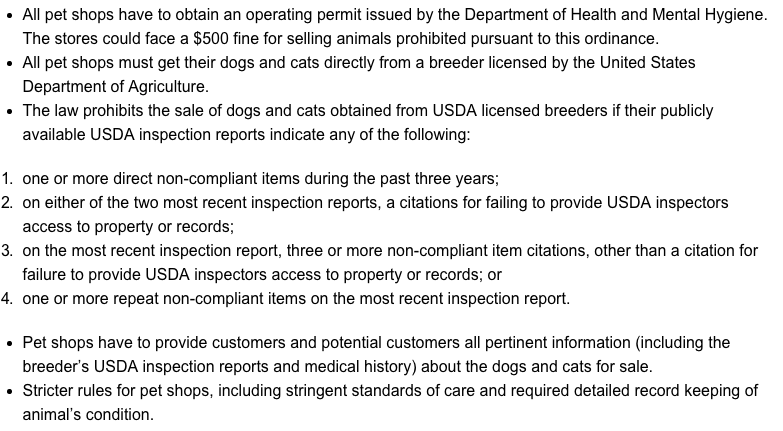 • All pet shops have to obtain an operating permit issued by the Department of Health and Mental Hygiene.
The stores could face a $500 fine for selling animals prohibited pursuant to this ordinance.
• All pet shops must get their dogs and cats directly from a breeder licensed by the United States
Department of Agriculture.
• The law prohibits the sale of dogs and cats obtained from USDA licensed breeders if their publicly
available USDA inspection reports indicate any of the following:
1. one or more direct non-compliant items during the past three years;
2. on either of the two most recent inspection reports, a citations for failing to provide USDA inspectors
access to property or records;
3. on the most recent inspection report, three or more non-compliant item citations, other than a citation for
failure to provide USDA inspectors access to property or records; or
4. one or more repeat non-compliant items on the most recent inspection report.
• Pet shops have to provide customers and potential customers all pertinent information (including the
breeder's USDA inspection reports and medical history) about the dogs and cats for sale.
• Stricter rules for pet shops, including stringent standards of care and required detailed record keeping of
animal's condition.